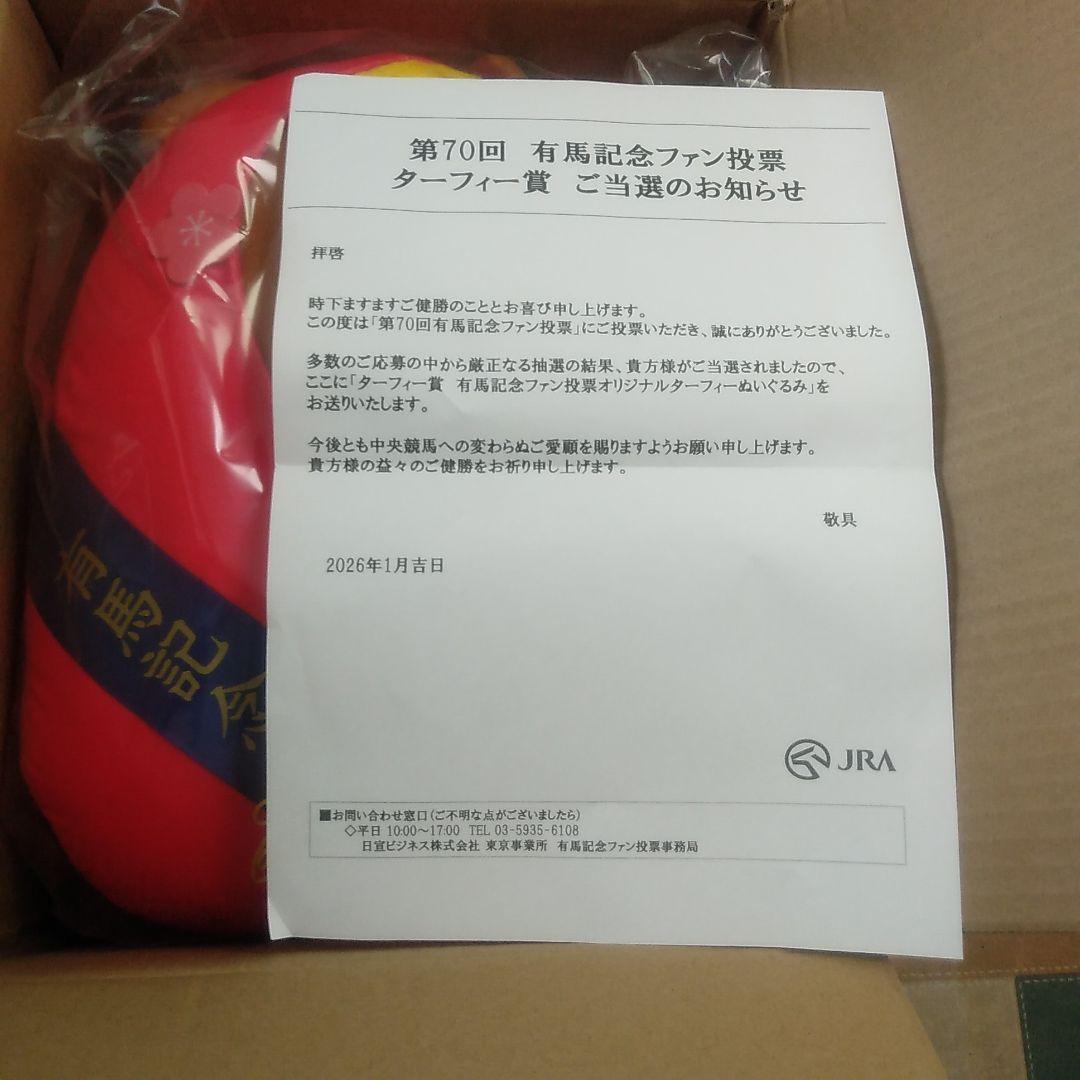 第70回 有馬記念ファン投票
ターフィー賞 ご当選のお知らせ
拝啓
時下ますますご健勝のこととお喜び申し上げます。
この度は「第70回有馬記念ファン投票」にご投票いただき、誠にありがとうございました。
多数のご応募の中から厳正なる抽選の結果、貴方様がご当選されましたので、
ここに「ターフィー賞 有馬記念ファン投票オリジナルターフィーぬいぐるみ」を
お送りいたします。
今後とも中央競馬への変わらぬご愛顧を賜りますようお願い申し上げます。
貴方様の益々のご健勝をお祈り申し上げます。
敬具
2026年1月吉日
JRA
■お問い合わせ窓口(ご不明な点がございましたら)
◇平日 10:00～17:00 TEL 03-5935-6108
日宣ビジネス株式会社 東京事業所 有馬記念ファン投票事務局
有馬記念